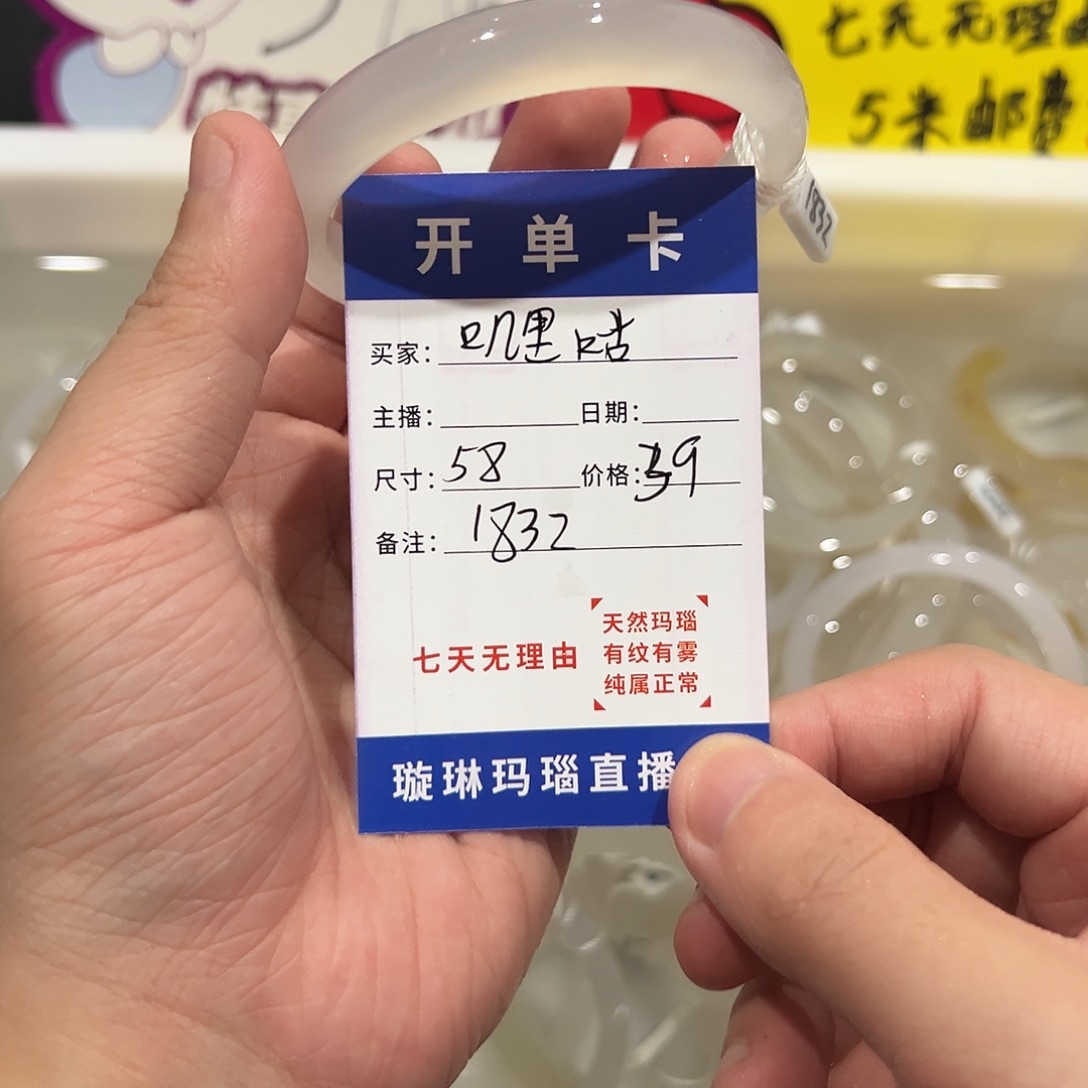 七天无理由
5米邮费
1832
开单卡
买家：叽里咕
主播： 日期：
尺寸：58 价格：39
备注：1832
七天无理由
天然玛瑙
有纹有雾
纯属正常
璇琳玛瑙直播